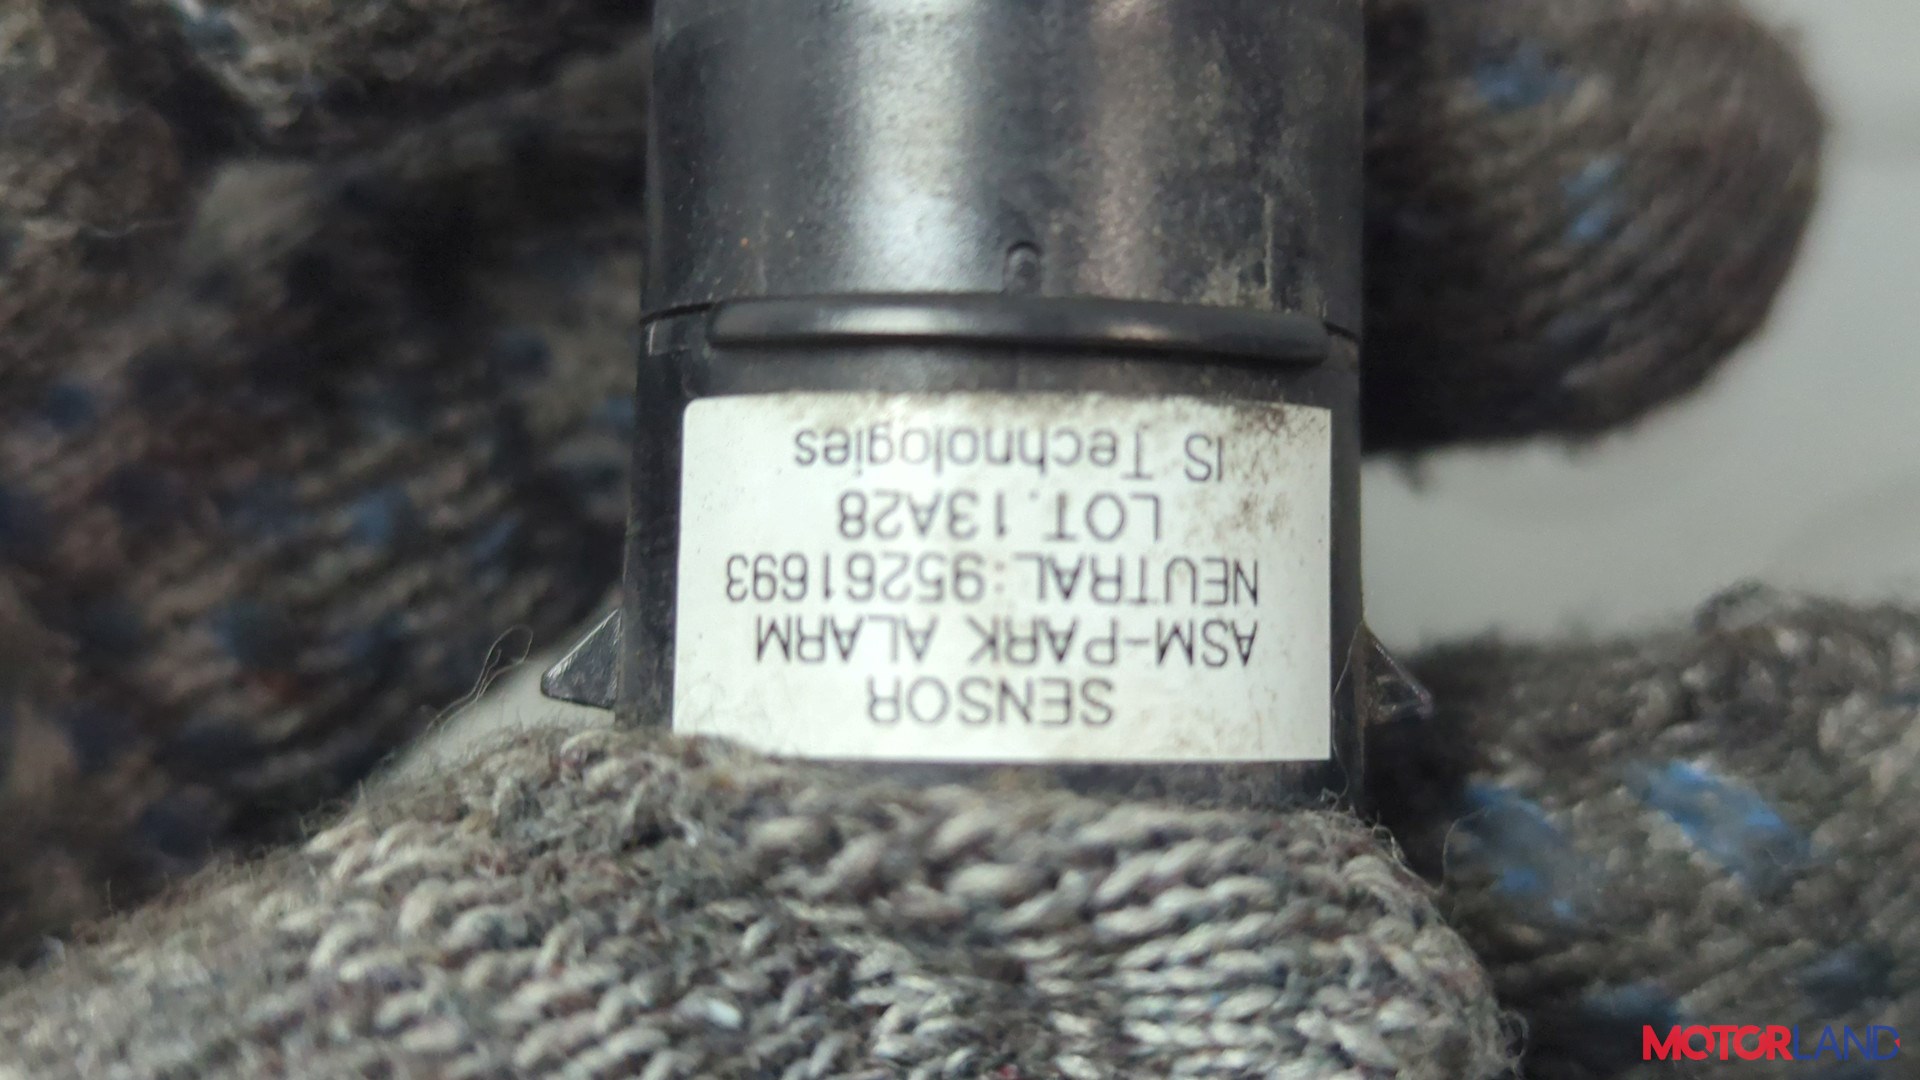 SENSOR
ASM-PARK ALARM
NEUTRAL:95261693
LOT.13A28
IS Technologies
MOTORLAND